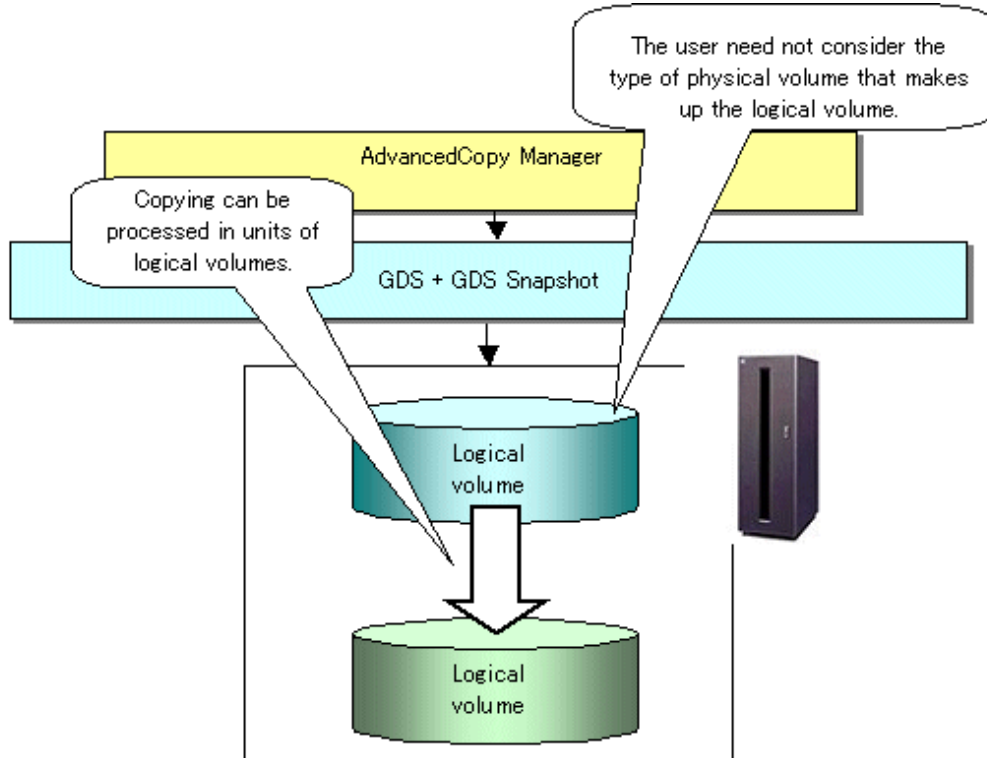 The user need not consider the
type of physical volume that makes
up the logical volume.
AdvancedCopy Manager
Copying can be
processed in units of
logical volumes.
GDS + GDS Snapshot
Logical
volume
Logical
volume